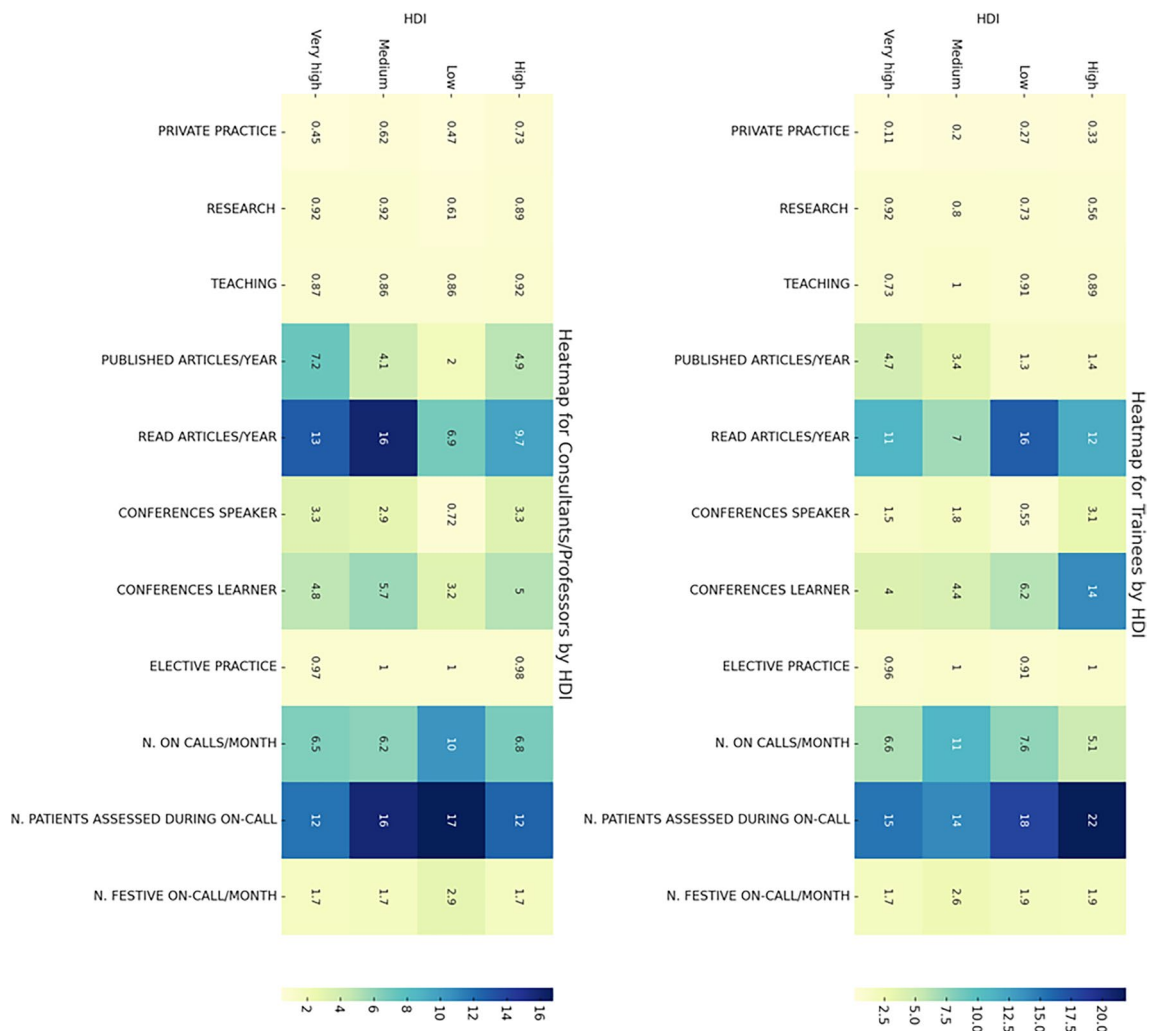 Heatmap for Consultants/Professors by HDI
HDI
Very high
Medium
Low
High
PRIVATE PRACTICE 0.45 0.62 0.47 0.73
RESEARCH 0.92 0.92 0.61 0.89
TEACHING 0.87 0.86 0.86 0.92
PUBLISHED ARTICLES/YEAR 7.2 4.1 2 4.9
READ ARTICLES/YEAR 13 16 6.9 9.7
CONFERENCES SPEAKER 3.3 2.9 0.72 3.3
CONFERENCES LEARNER 4.8 5.7 3.2 5
ELECTIVE PRACTICE 0.97 1 1 0.98
N. ON CALLS/MONTH 6.5 6.2 10 6.8
N. PATIENTS ASSESSED DURING ON-CALL 12 16 17 12
N. FESTIVE ON-CALL/MONTH 1.7 1.7 2.9 1.7
2
4
6
8
10
12
14
16
Heatmap for Trainees by HDI
HDI
Very high
Medium
Low
High
PRIVATE PRACTICE 0.11 0.2 0.27 0.33
RESEARCH 0.92 0.8 0.73 0.56
TEACHING 0.73 1 0.91 0.89
PUBLISHED ARTICLES/YEAR 4.7 3.4 1.3 1.4
READ ARTICLES/YEAR 11 7 16 12
CONFERENCES SPEAKER 1.5 1.8 0.55 3.1
CONFERENCES LEARNER 4 4.4 6.2 14
ELECTIVE PRACTICE 0.96 1 0.91 1
N. ON CALLS/MONTH 6.6 11 7.6 5.1
N. PATIENTS ASSESSED DURING ON-CALL 15 14 18 22
N. FESTIVE ON-CALL/MONTH 1.7 2.6 1.9 1.9
2.5
5.0
7.5
10.0
12.5
15.0
17.5
20.0